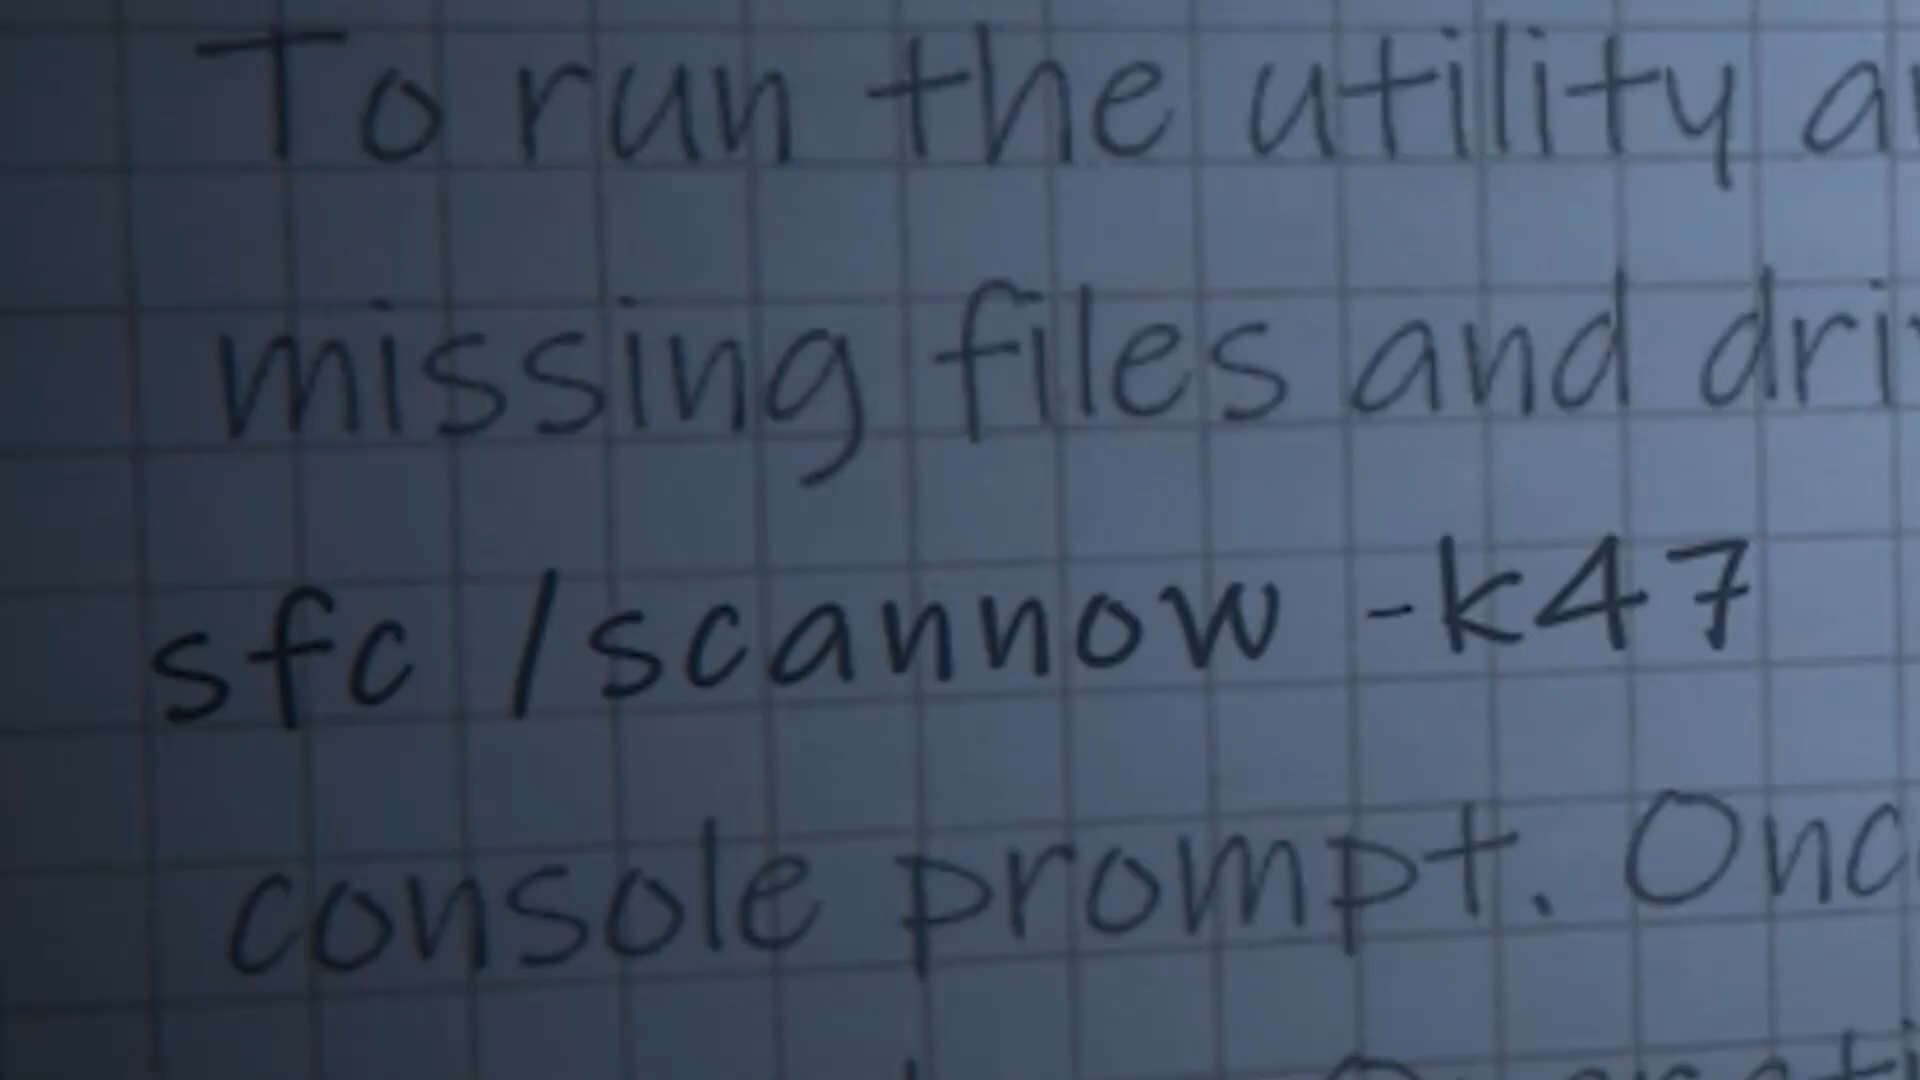 To run the utility
missing files and
sfc /scannow -k47
console prompt.